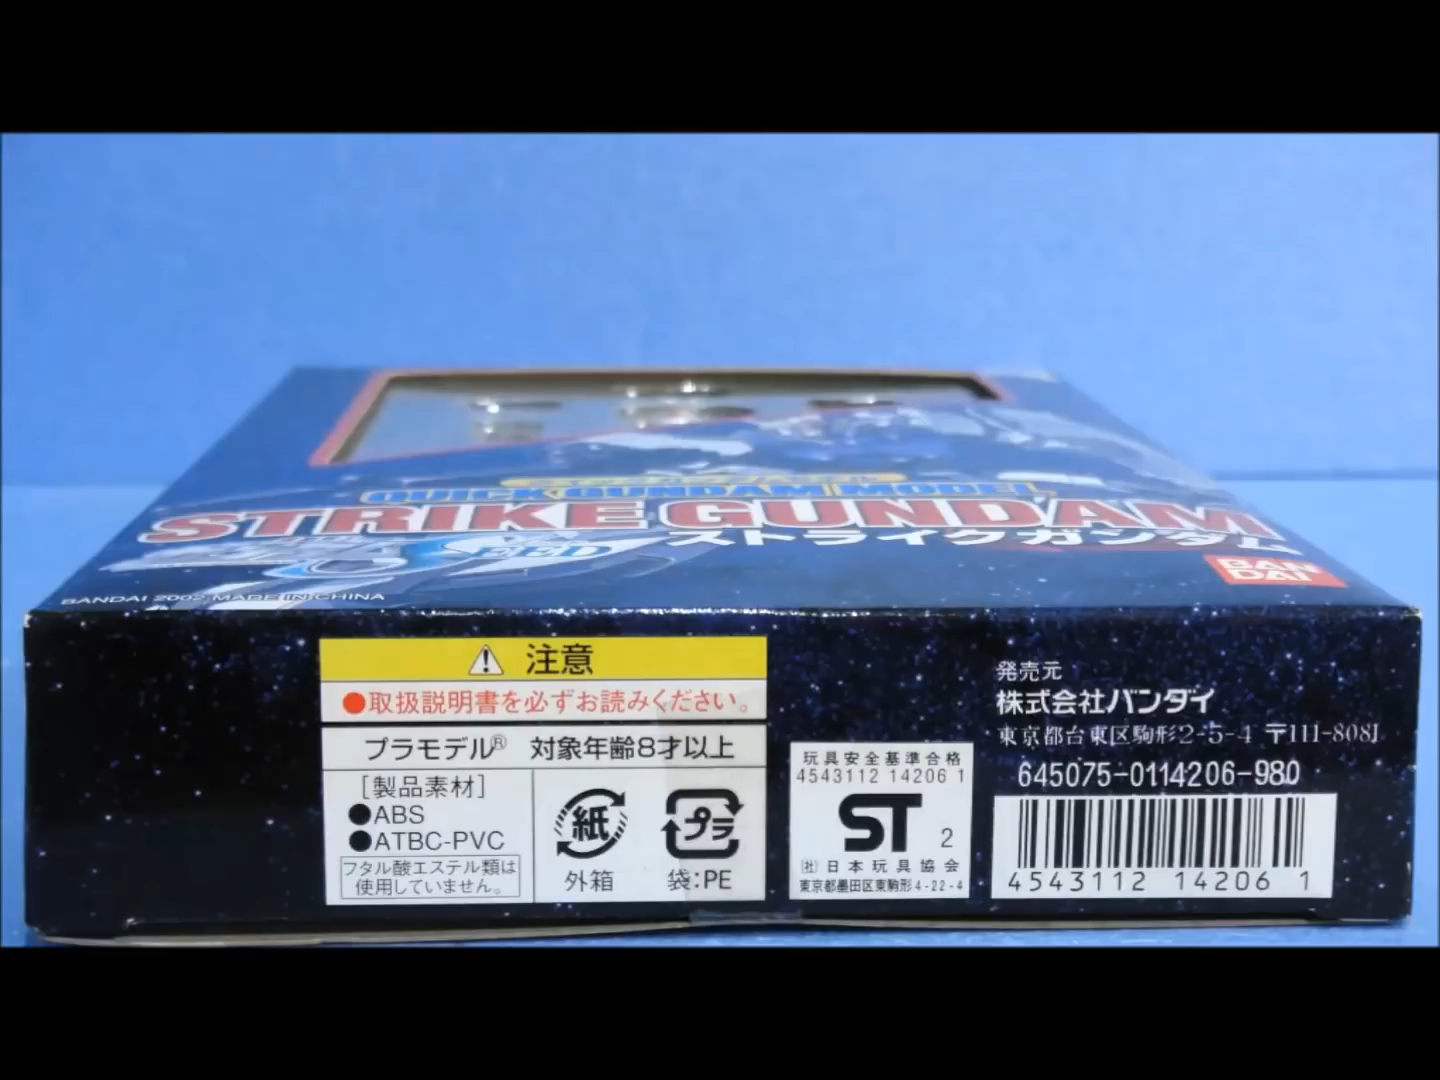 QUICK GUNDAM MODEL
STRIKE GUNDAM
ストライクガンダム
SEED
BAN
DAI
BANDAI 2002 MADE IN CHINA
注意
●取扱説明書を必ずお読みください。
プラモデル® 対象年齢8才以上
[製品素材]
●ABS
●ATBC-PVC
フタル酸エステル類は
使用していません。
紙
外箱
プラ
袋:PE
玩具安全基準合格
4543112 14206 1
ST 2
(社)日本玩具協会
東京都墨田区東駒形4-22-4
発売元
株式会社バンダイ
東京都台東区駒形2-5-4 〒111-8081
645075-0114206-980
4543112 14206 1